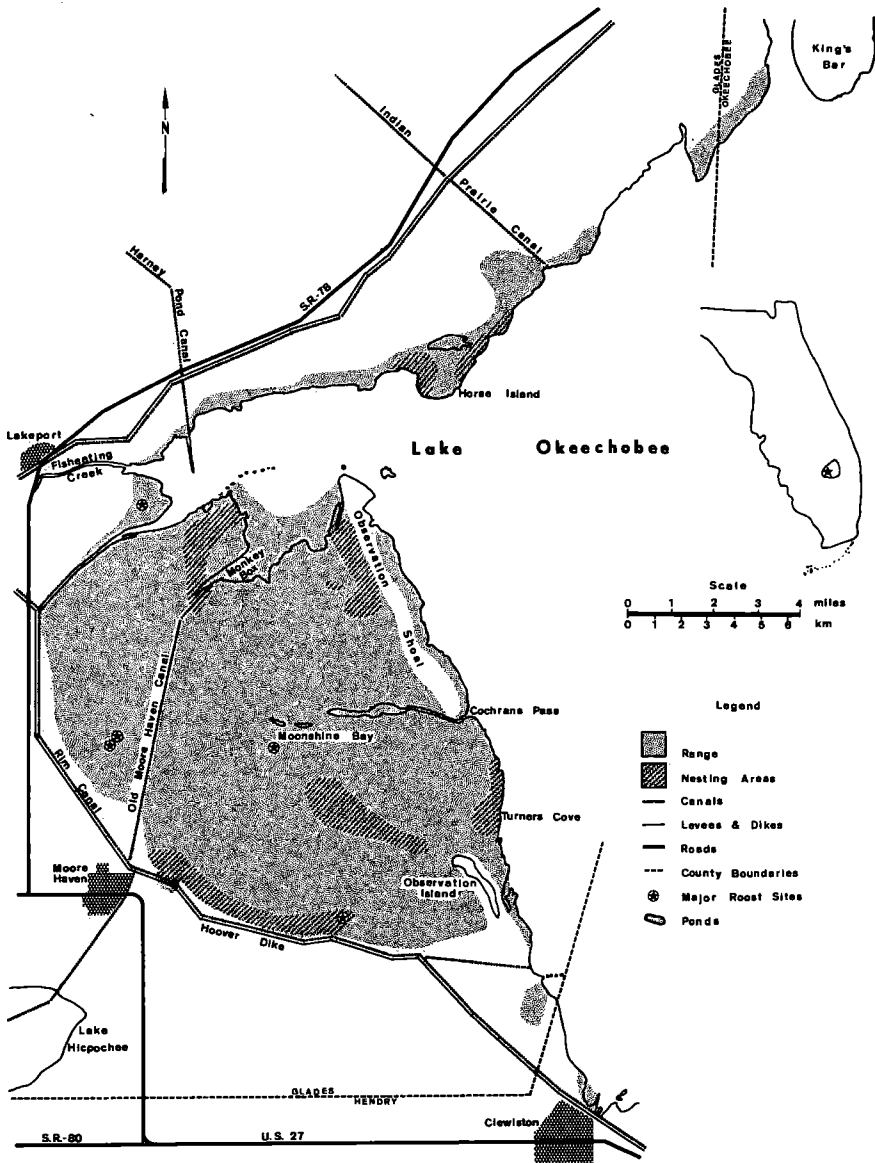 King's
Bar
GLADES
OKEECHOBEE
N
Indian
Prairie
Canal
Harney
Pond Canal
S.R.-78
Horse Island
Lakeport
Fisheating
Creek
Lake Okeechobee
Observation
Shoal
Monkey
Box
Scale
0 1 2 3 4 miles
0 1 2 3 4 5 6 km
Old Moore Haven Canal
Cochrans Pass
Moonshine Bay
Rim Canal
Legend
Range
Nesting Areas
Canals
Levees & Dikes
Roads
County Boundaries
Major Roost Sites
Ponds
Turners Cove
Moore
Haven
Observation
Island
Hoover Dike
Lake
Hicpochee
GLADES
HENDRY
Clewiston
S.R.-80
U.S. 27